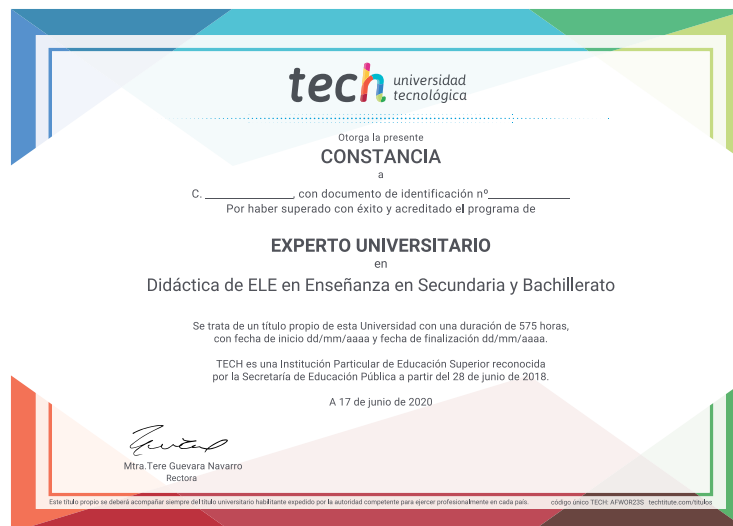 tech universidad
tecnológica
Otorga la presente
CONSTANCIA
a
C. ______________, con documento de identificación nº______________
Por haber superado con éxito y acreditado el programa de
EXPERTO UNIVERSITARIO
en
Didáctica de ELE en Enseñanza en Secundaria y Bachillerato
Se trata de un título propio de esta Universidad con una duración de 575 horas,
con fecha de inicio dd/mm/aaaa y fecha de finalización dd/mm/aaaa.
TECH es una Institución Particular de Educación Superior reconocida
por la Secretaría de Educación Pública a partir del 28 de junio de 2018.
A 17 de junio de 2020
Mtra.Tere Guevara Navarro
Rectora
Este título propio se deberá acompañar siempre del título universitario habilitante expedido por la autoridad competente para ejercer profesionalmente en cada país. código único TECH: AFWOR23S techtitute.com/titulos